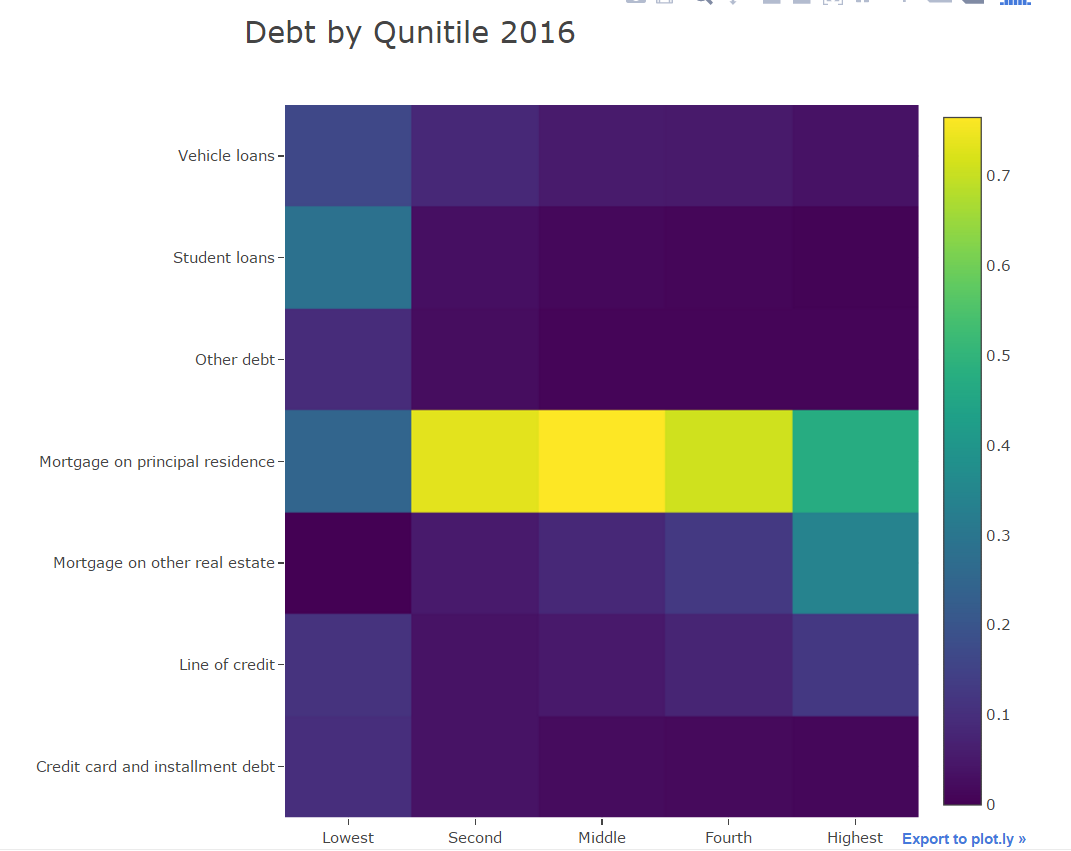 Debt by Qunitile 2016
Vehicle loans
Student loans
Other debt
Mortgage on principal residence
Mortgage on other real estate
Line of credit
Credit card and installment debt
Lowest
Second
Middle
Fourth
Highest
0.7
0.6
0.5
0.4
0.3
0.2
0.1
0
Export to plot.ly »